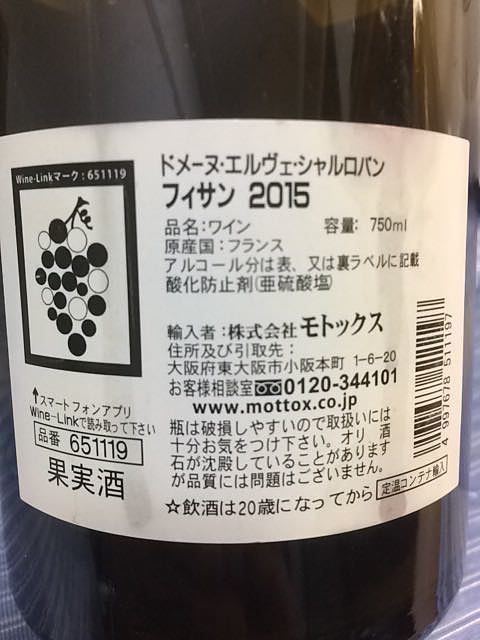 Wine-Linkマーク:651119
↑スマートフォンアプリ
Wine-Linkで読み取って下さい
品番 651119
果実酒
ドメーヌ・エルヴェ・シャルロパン
フィサン 2015
品名:ワイン 容量: 750ml
原産国:フランス
アルコール分は表、又は裏ラベルに記載
酸化防止剤(亜硫酸塩)
輸入者:株式会社モトックス
住所及び引取先:
大阪府東大阪市小阪本町 1-6-20
お客様相談室 0120-344101
www.mottox.co.jp
瓶は破損しやすいので取扱いには
十分お気をつけ下さい。オリ 酒
石が沈殿していることがあります
が品質には問題はございません。
☆飲酒は20歳になってから 定温コンテナ輸入
4 997678 511197